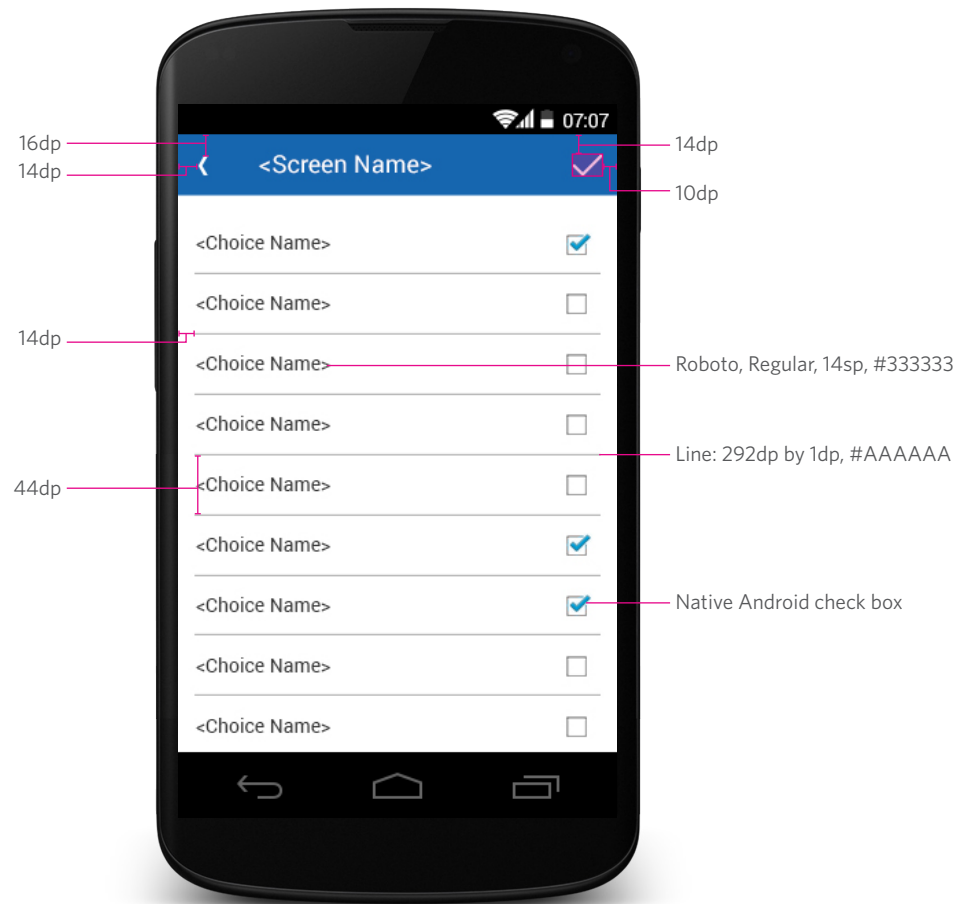 07:07
16dp
14dp
14dp
<Screen Name>
10dp
<Choice Name>
<Choice Name>
14dp
<Choice Name>
Roboto, Regular, 14sp, #333333
<Choice Name>
Line: 292dp by 1dp, #AAAAAA
44dp
<Choice Name>
<Choice Name>
<Choice Name>
Native Android check box
<Choice Name>
<Choice Name>